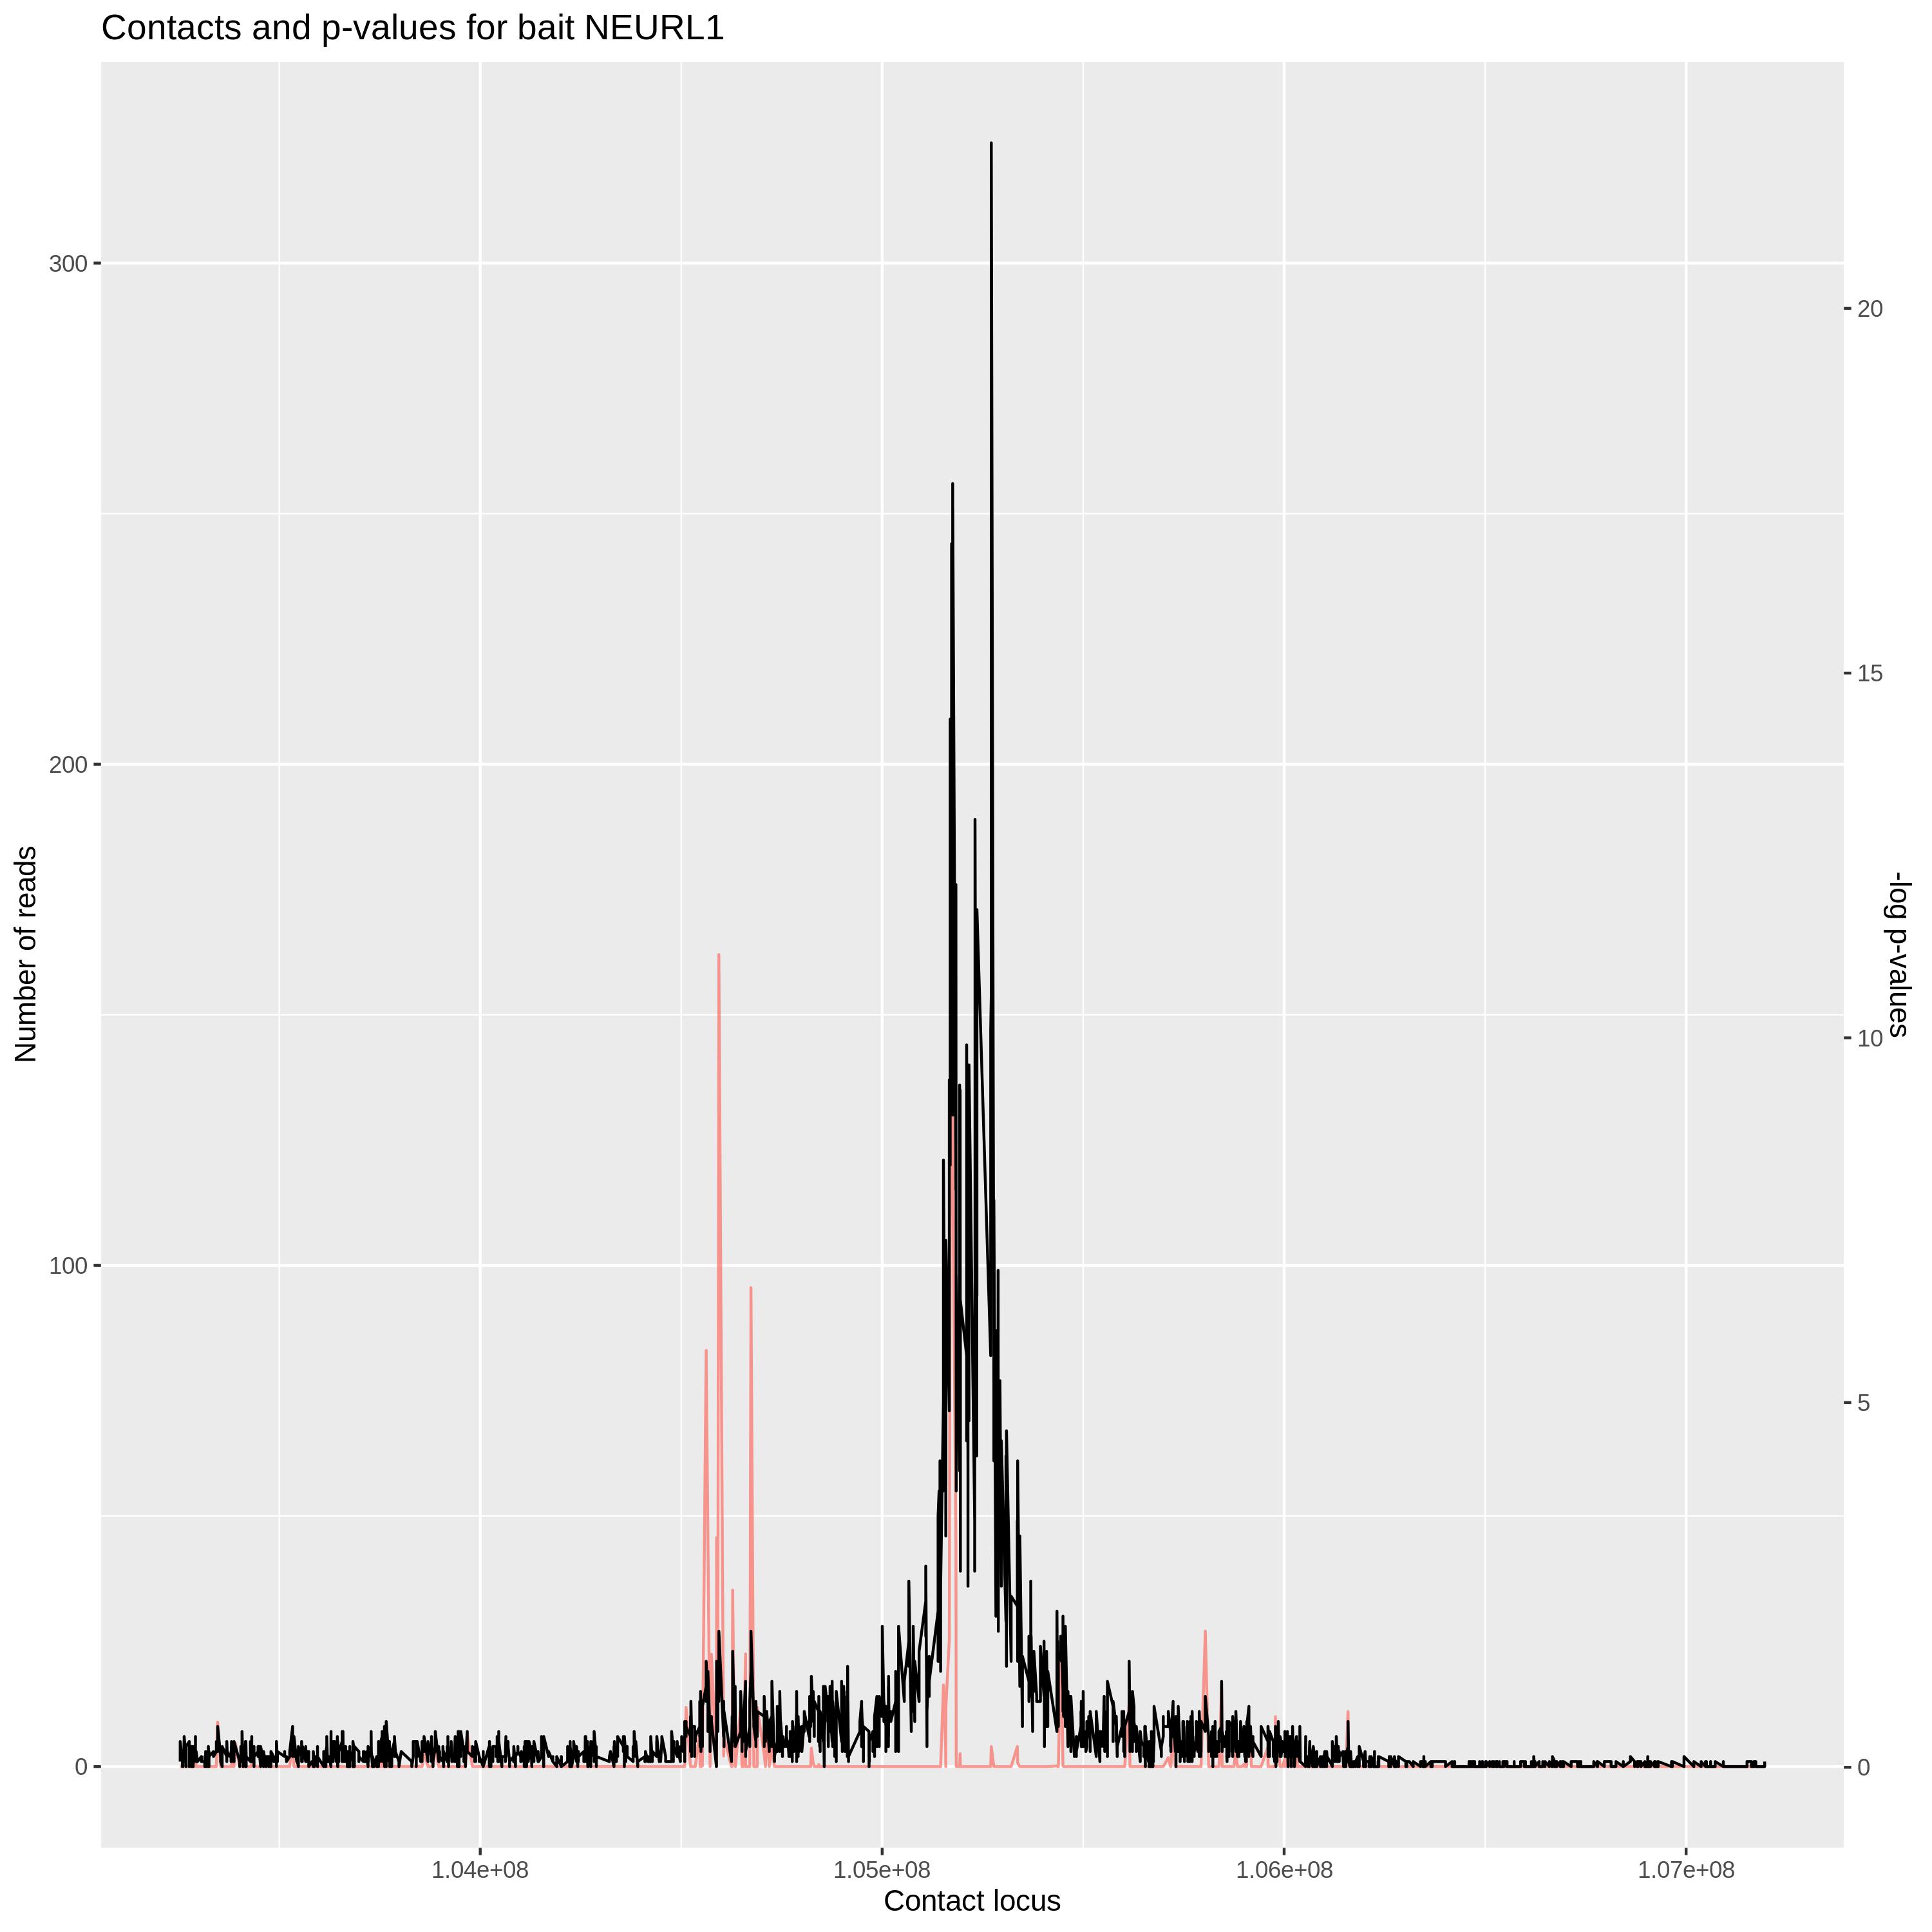 Contacts and p-values for bait NEURL1
300
200
100
0
Number of reads
20
15
10
5
0
-log p-values
1.04e+08
1.05e+08
1.06e+08
1.07e+08
Contact locus